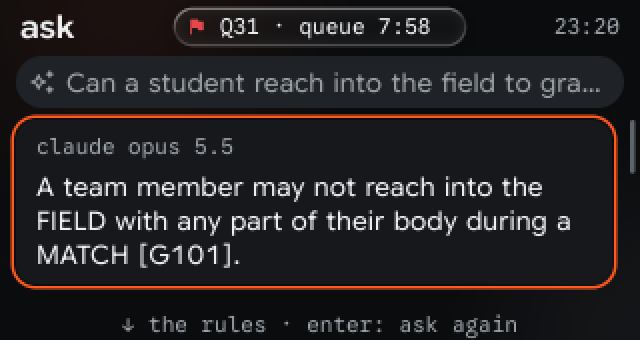 ask
Q31 · queue 7:58
23:20
Can a student reach into the field to gra...
claude opus 5.5
A team member may not reach into the
FIELD with any part of their body during a
MATCH [G101].
↓ the rules · enter: ask again